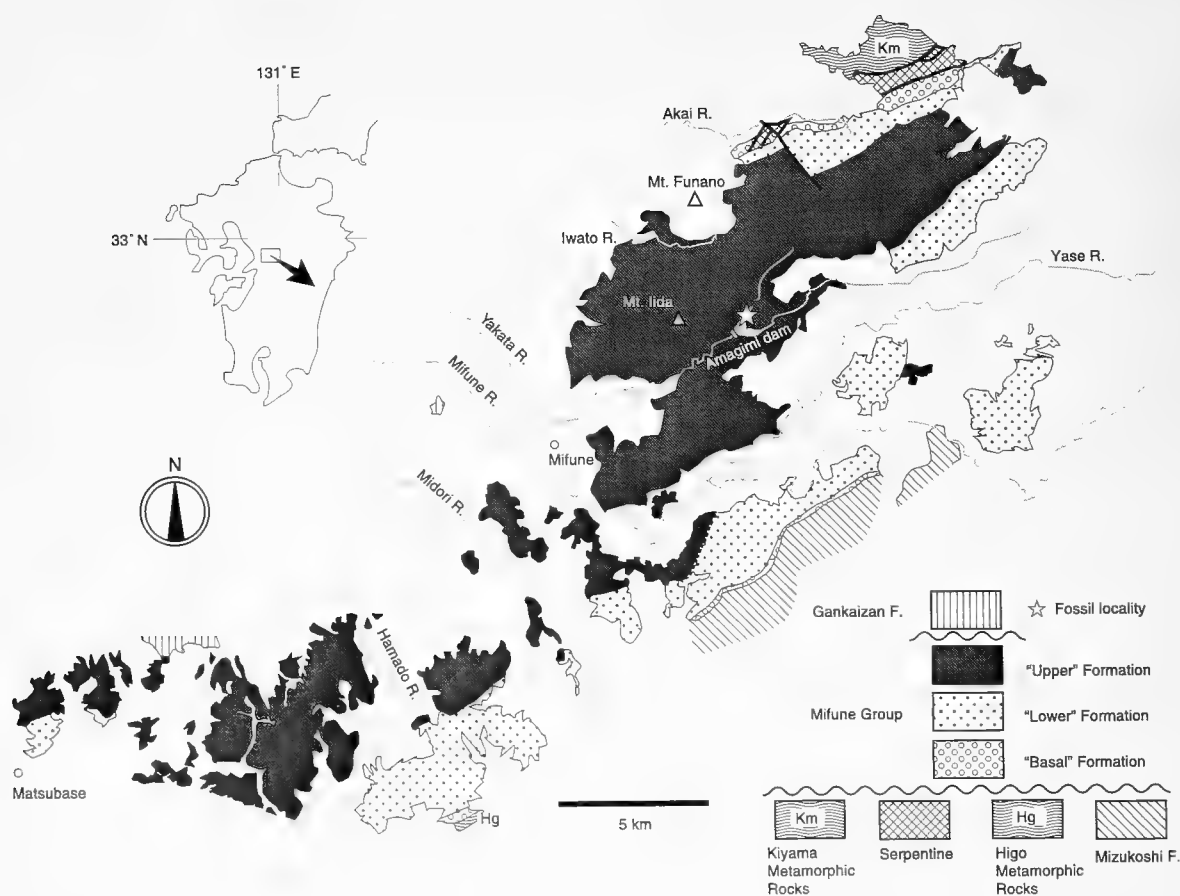 Km
131° E
Akai R.
Mt. Funano
33° N
Iwato R.
Yase R.
Mt. Iida
Yakata R.
Amagimi dam
Mifune R.
Mifune
N
Midori R.
Hamado R.
Gankaizan F.
Fossil locality
"Upper" Formation
Mifune Group
"Lower" Formation
"Basal" Formation
Matsubase
Hg
5 km
Km
Hg
Kiyama
Metamorphic
Rocks
Serpentine
Higo
Metamorphic
Rocks
Mizukoshi F.